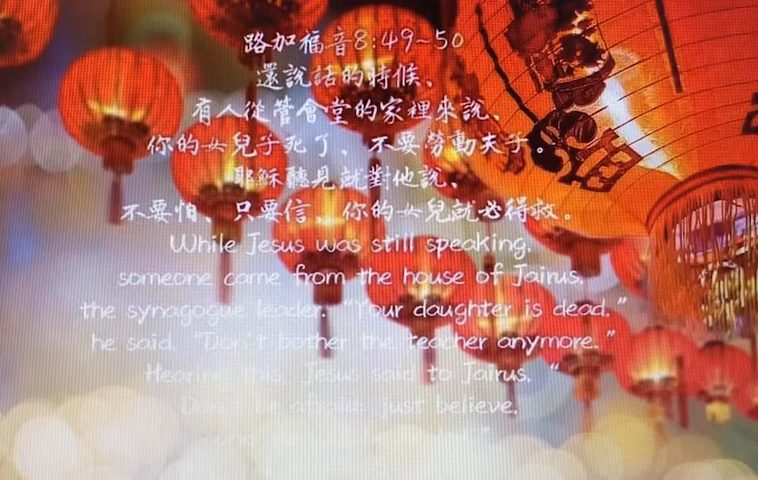 路加福音8:49~50
還說話的時候、
有人從管會堂的家裡來說、
你的女兒子死了、不要勞動夫子。
耶穌聽見就對他說、
不要怕、只要信、你的女兒就必得救。
While Jesus was still speaking,
someone came from the house of Jairus,
the synagogue leader. "Your daughter is dead,"
he said. "Don't bother the teacher anymore."
Hearing this, Jesus said to Jairus, "
Don't be afraid; just believe,
and